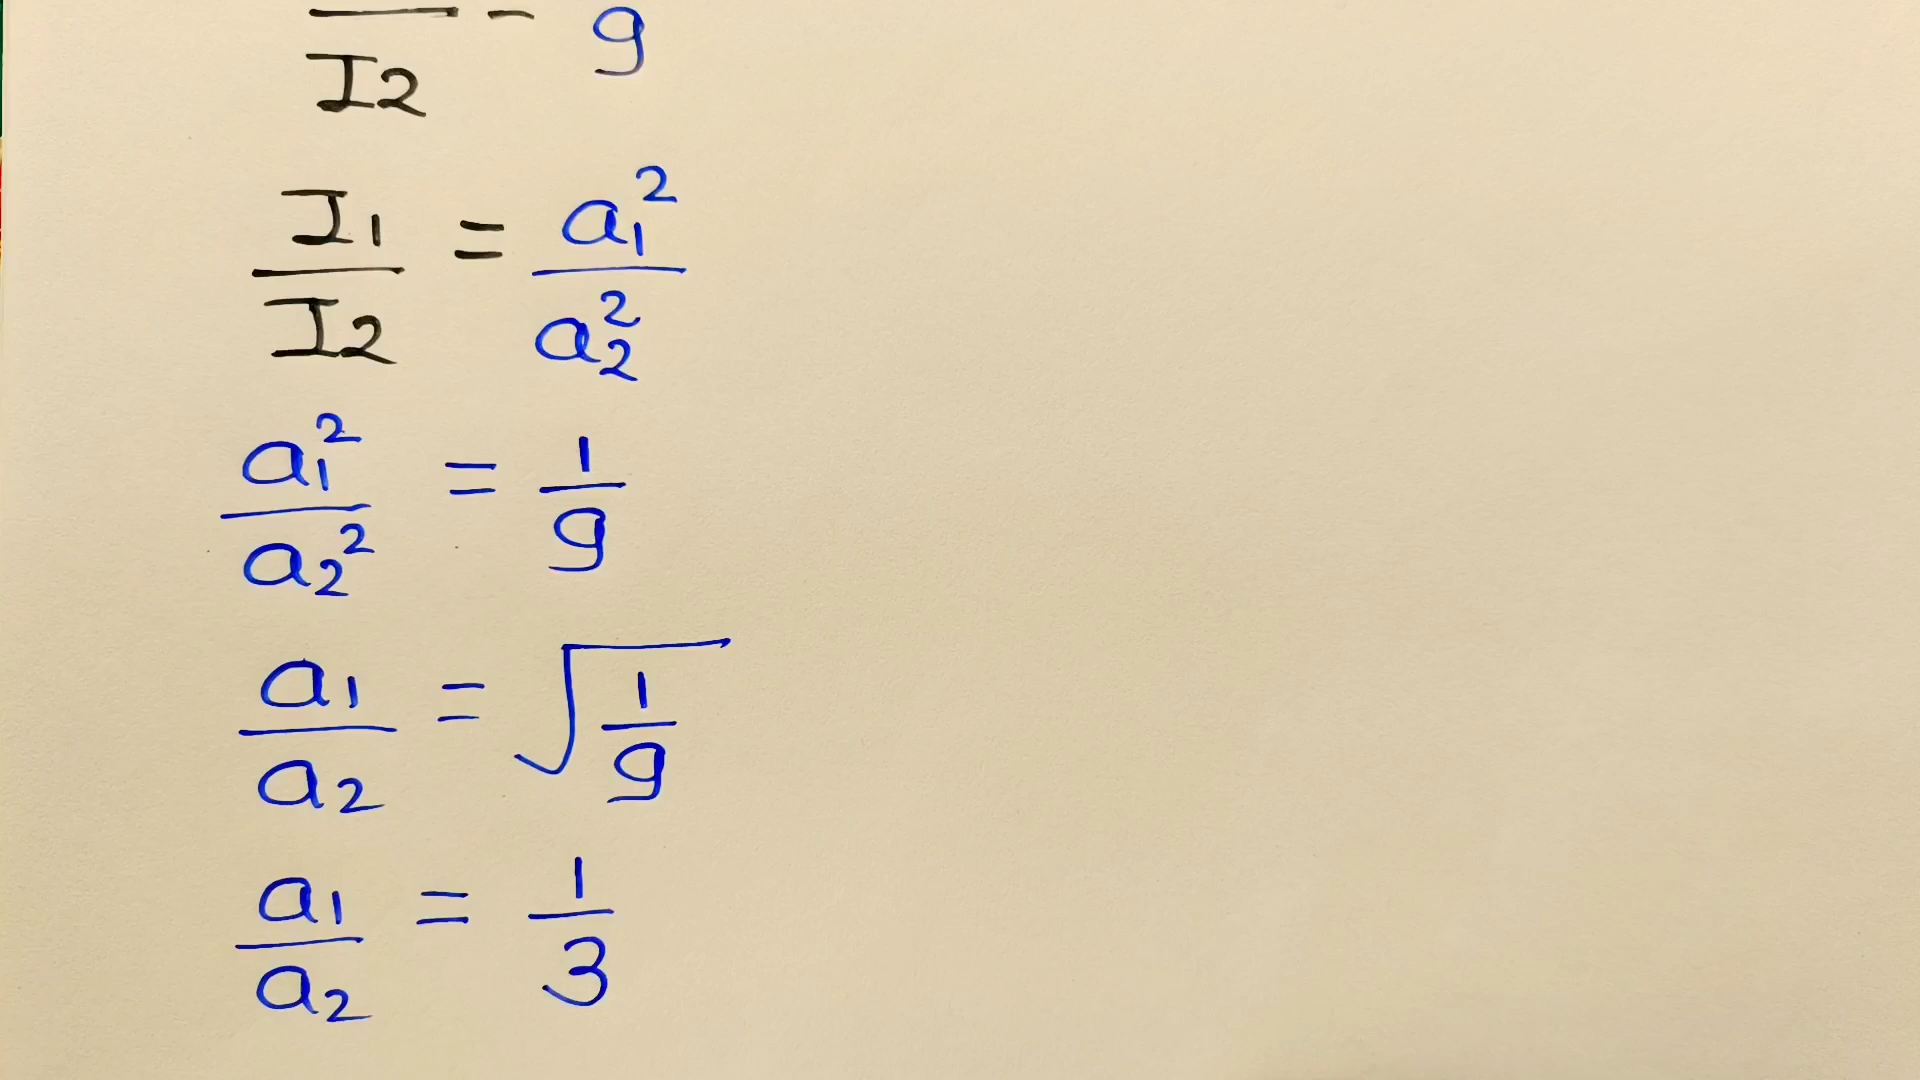 — - 9
I2
I1/I2 = a1²/a2²
a1²/a2² = 1/9
a1/a2 = √(1/9)
a1/a2 = 1/3